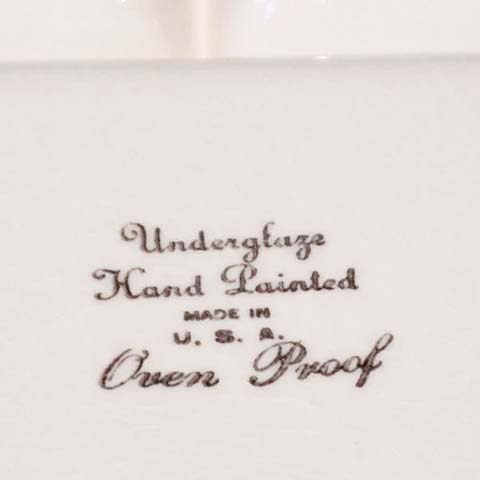 Underglaze
Hand Painted
MADE IN
U. S. A.
Oven Proof